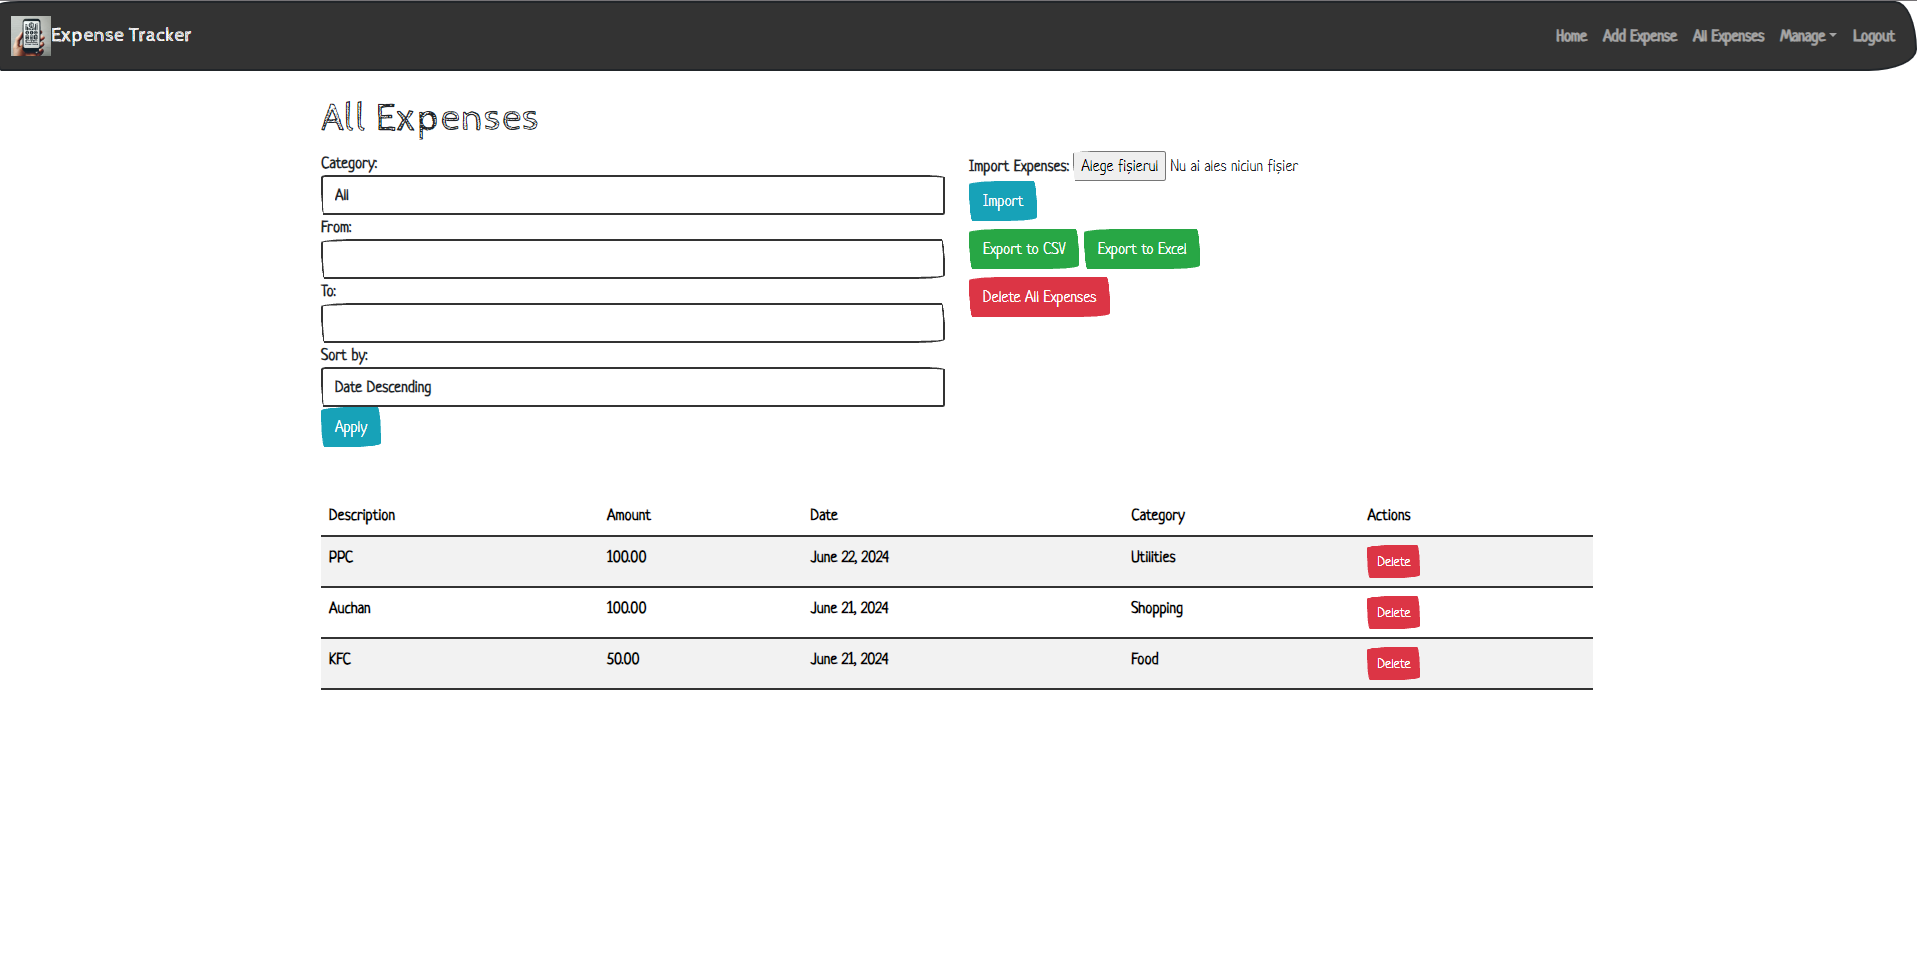 Expense Tracker
Home Add Expense All Expenses Manage Logout
All Expenses
Category:
All
From:
To:
Sort by:
Date Descending
Apply
Import Expenses: Alege fișierul Nu ai ales niciun fișier
Import
Export to CSV Export to Excel
Delete All Expenses
Description Amount Date Category Actions
PPC 100.00 June 22, 2024 Utilities Delete
Auchan 100.00 June 21, 2024 Shopping Delete
KFC 50.00 June 21, 2024 Food Delete